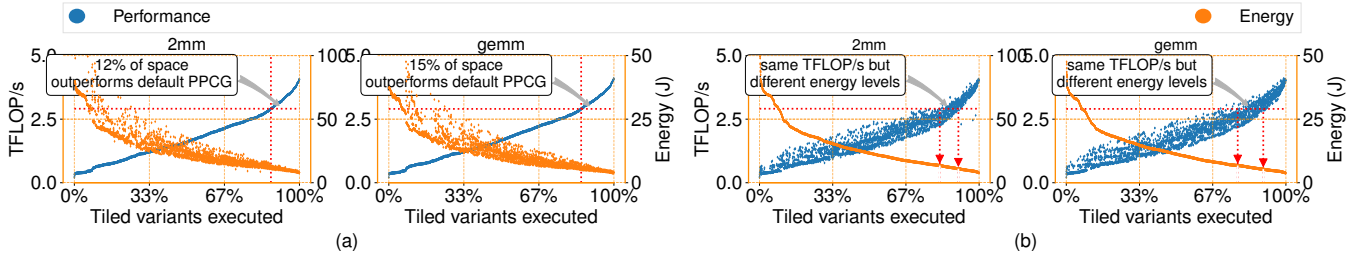 Performance
Energy
2mm
gemm
2mm
gemm
12% of space
outperforms default PPCG
15% of space
outperforms default PPCG
same TFLOP/s but
different energy levels
same TFLOP/s but
different energy levels
TFLOP/s
5.0
2.5
0.0
100
50
0
5.0
2.5
0.0
50
25
0
Energy (J)
TFLOP/s
5.0
2.5
0.0
100
50
0
5.0
2.5
0.0
50
25
0
Energy (J)
0% 33% 67% 100%
0% 33% 67% 100%
0% 33% 67% 100%
0% 33% 67% 100%
Tiled variants executed
Tiled variants executed
Tiled variants executed
Tiled variants executed
(a)
(b)